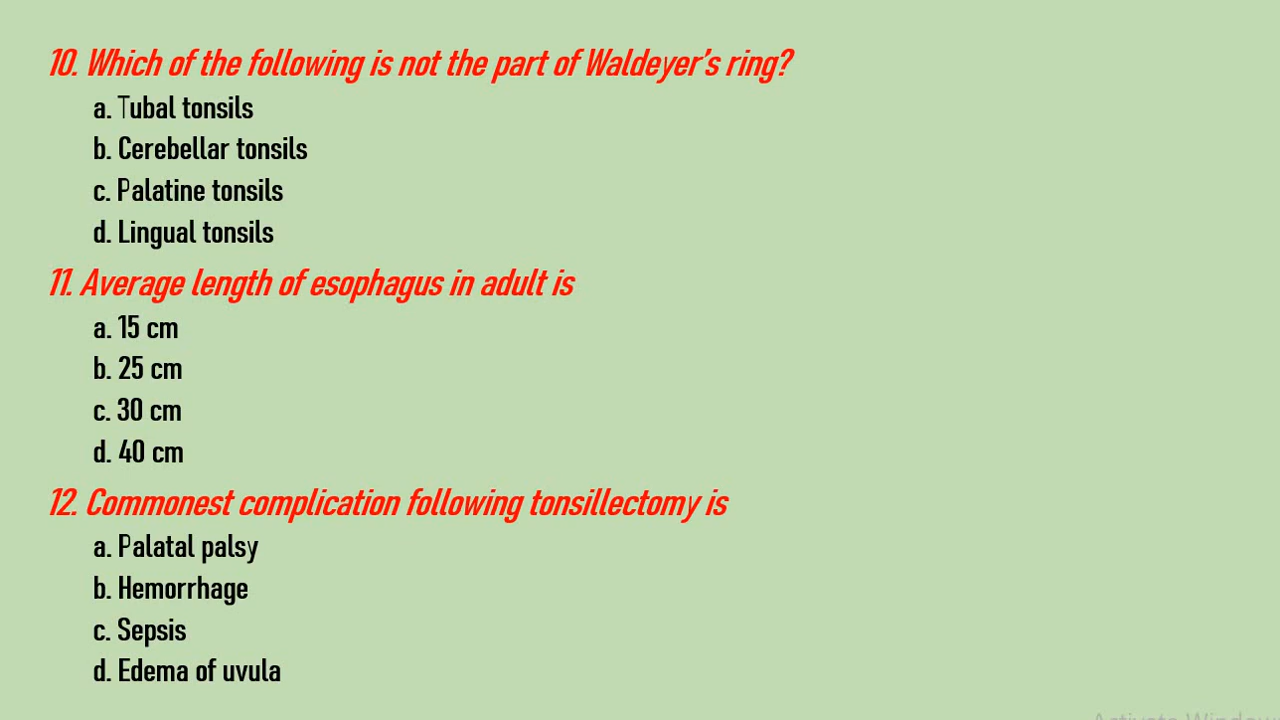 10. Which of the following is not the part of Waldeyer's ring?
a. Tubal tonsils
b. Cerebellar tonsils
c. Palatine tonsils
d. Lingual tonsils
11. Average length of esophagus in adult is
a. 15 cm
b. 25 cm
c. 30 cm
d. 40 cm
12. Commonest complication following tonsillectomy is
a. Palatal palsy
b. Hemorrhage
c. Sepsis
d. Edema of uvula
Activate Window